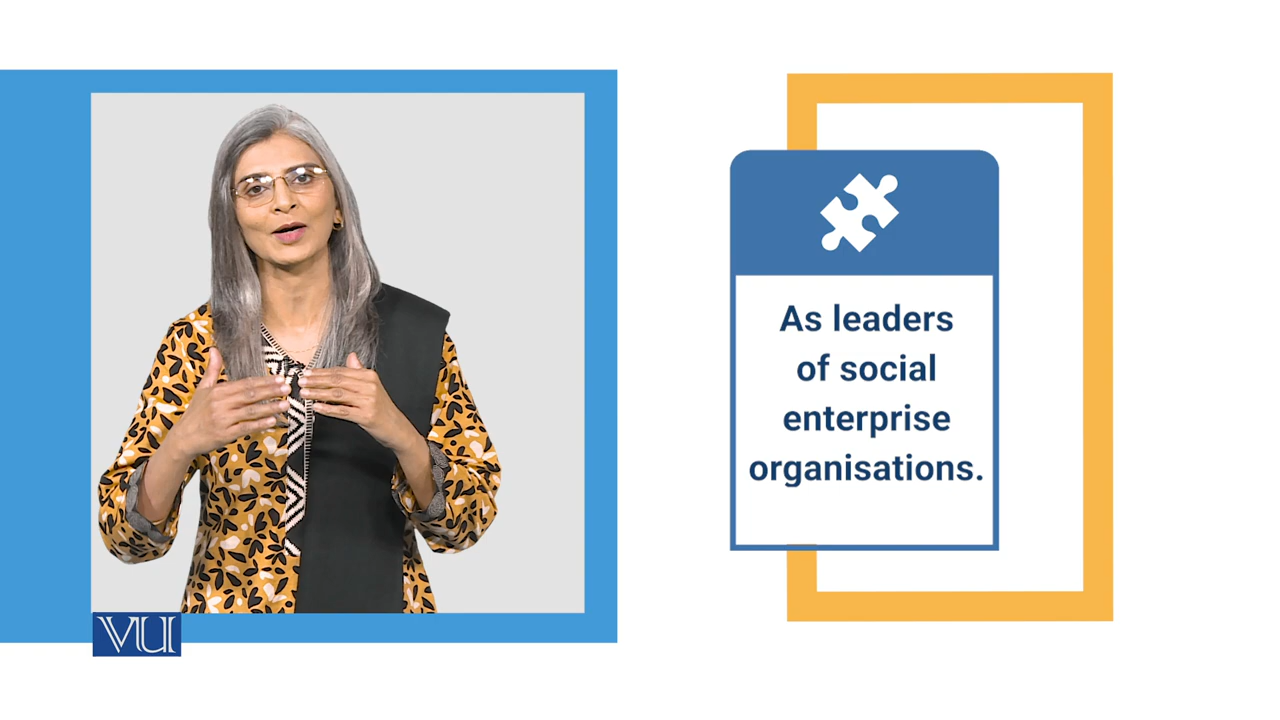 As leaders
of social
enterprise
organisations.
VU